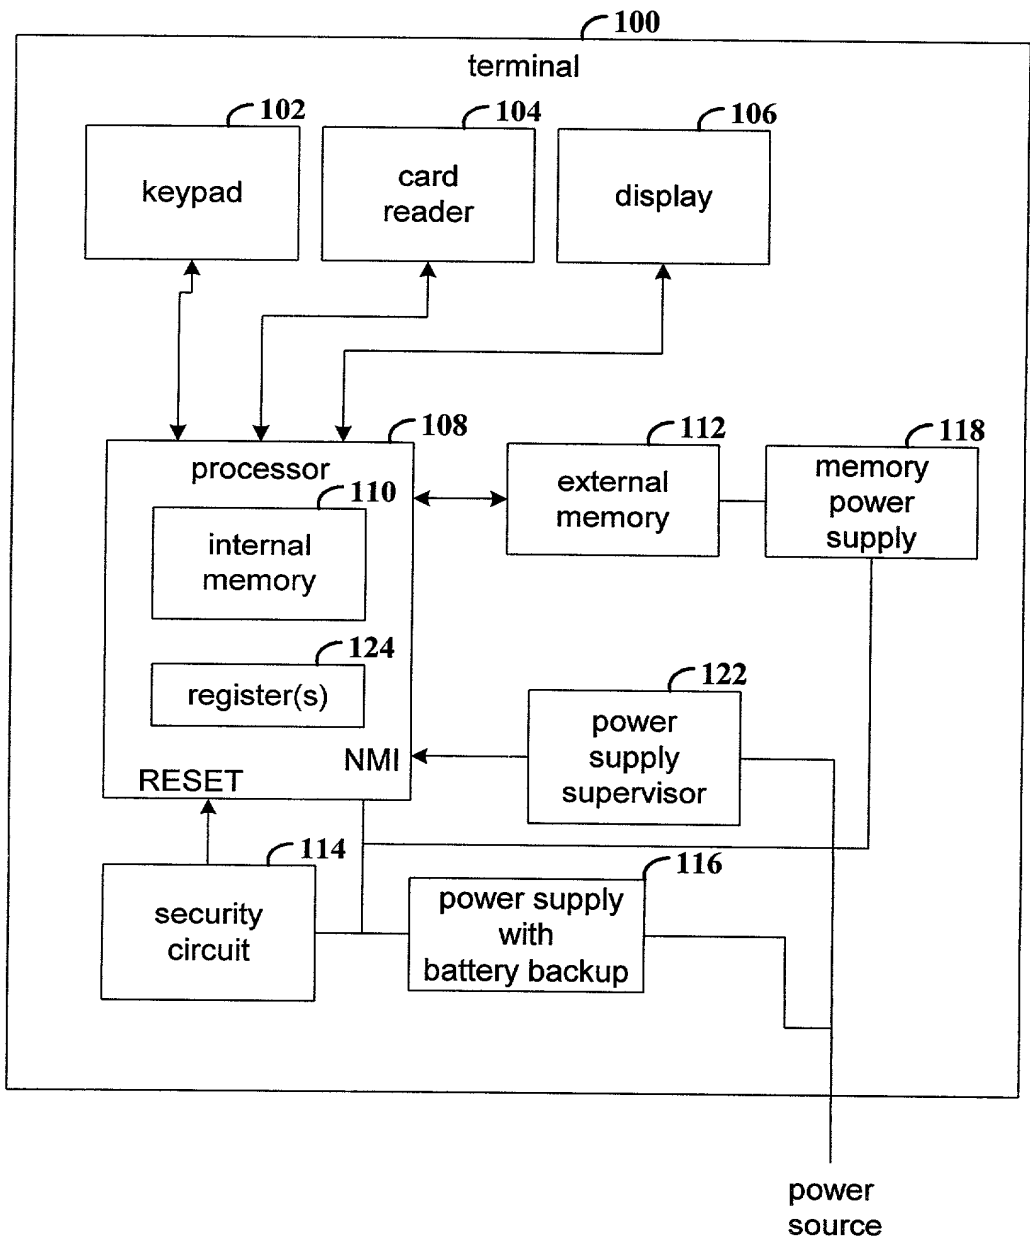 100
terminal
102
104
106
keypad
card
reader
display
108
112
118
processor
external
memory
memory
power
supply
110
internal
memory
124
register(s)
122
power
supply
supervisor
NMI
RESET
114
116
security
circuit
power supply
with
battery backup
power
source